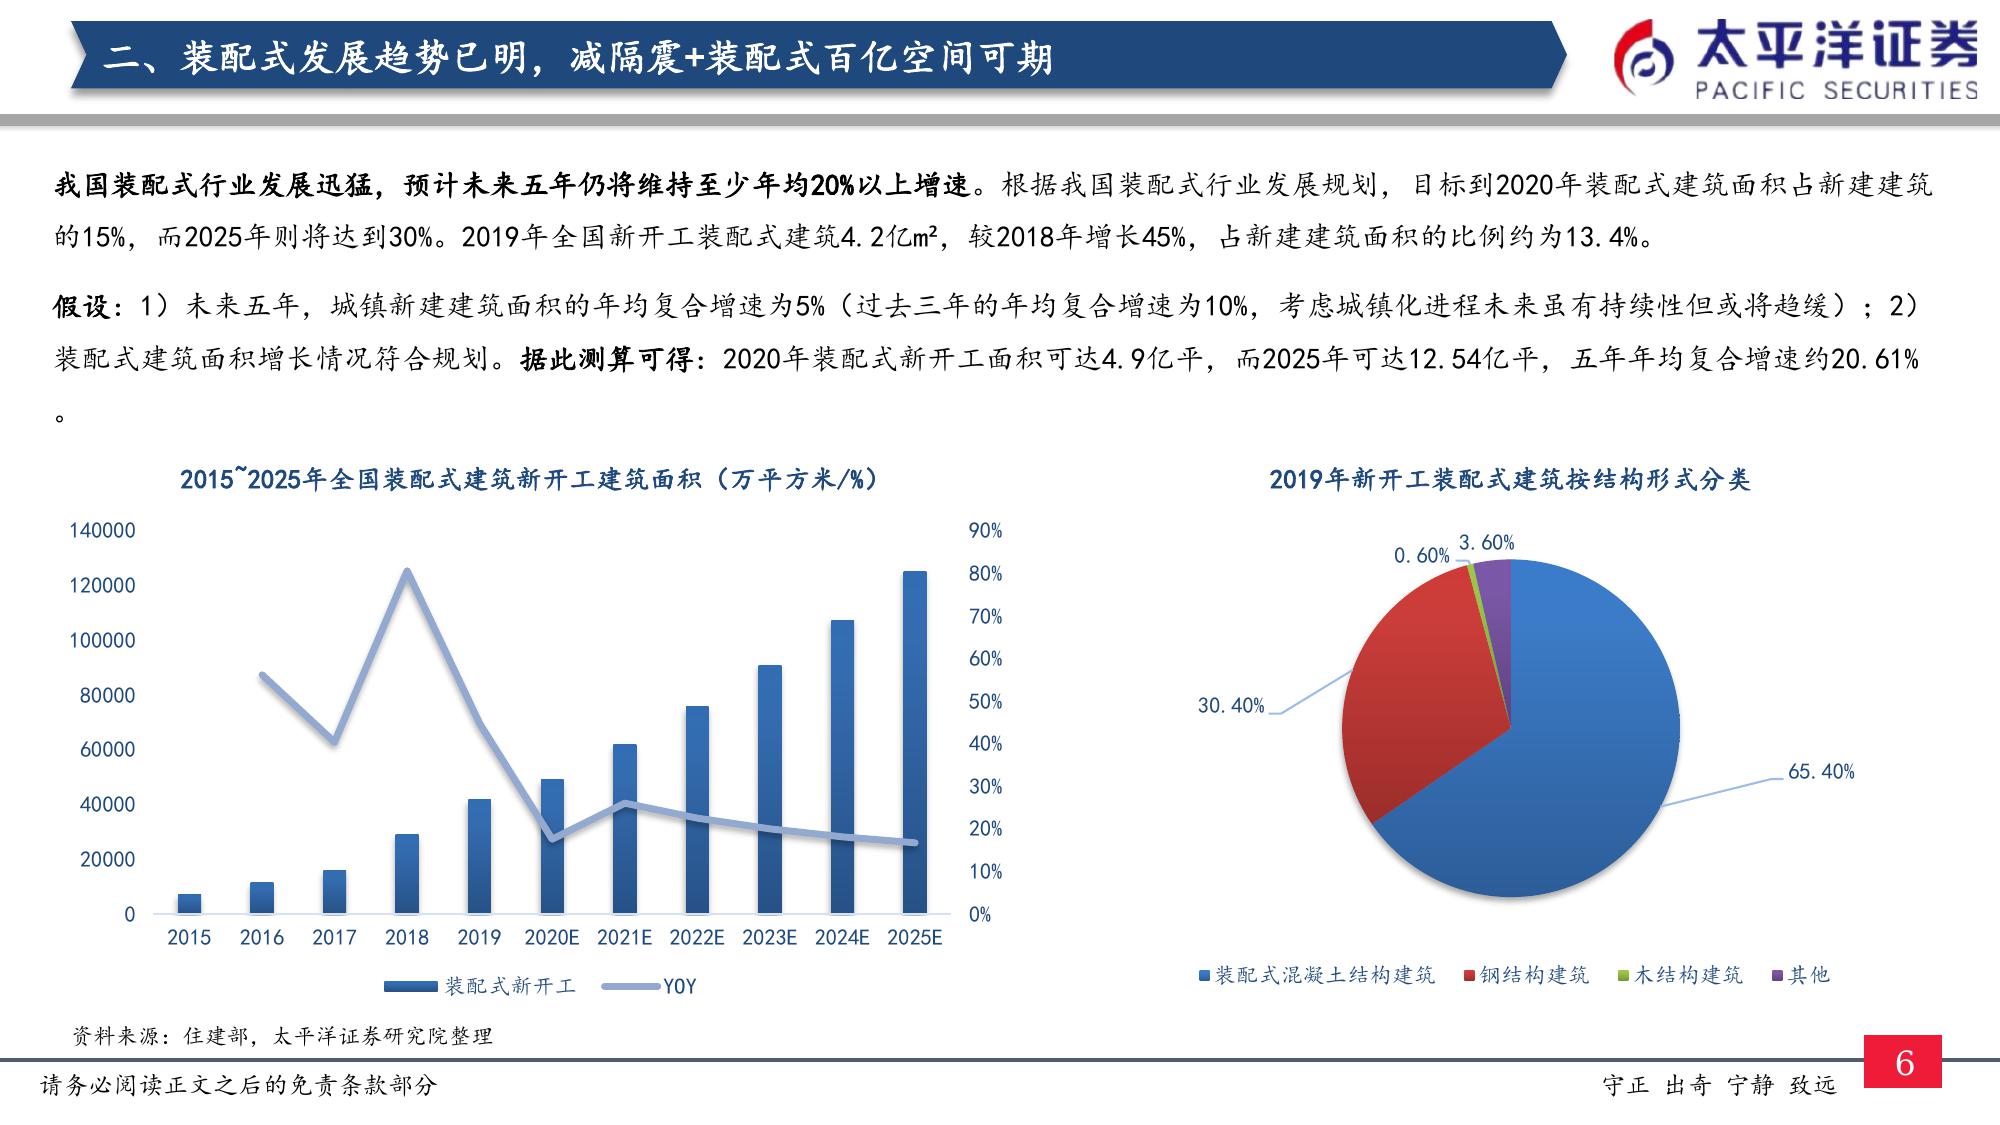 二、装配式发展趋势已明，减隔震+装配式百亿空间可期
太平洋证券
PACIFIC SECURITIES
我国装配式行业发展迅猛，预计未来五年仍将维持至少年均20%以上增速。根据我国装配式行业发展规划，目标到2020年装配式建筑面积占新建建筑
的15%，而2025年则将达到30%。2019年全国新开工装配式建筑4.2亿m²，较2018年增长45%，占新建建筑面积的比例约为13.4%。
假设：1）未来五年，城镇新建建筑面积的年均复合增速为5%（过去三年的年均复合增速为10%，考虑城镇化进程未来虽有持续性但或将趋缓）；2）
装配式建筑面积增长情况符合规划。据此测算可得：2020年装配式新开工面积可达4.9亿平，而2025年可达12.54亿平，五年年均复合增速约20.61%
。
2015~2025年全国装配式建筑新开工建筑面积（万平方米/%）
140000
120000
100000
80000
60000
40000
20000
0
90%
80%
70%
60%
50%
40%
30%
20%
10%
0%
2015 2016 2017 2018 2019 2020E 2021E 2022E 2023E 2024E 2025E
装配式新开工 YOY
2019年新开工装配式建筑按结构形式分类
3.60%
0.60%
30.40%
65.40%
装配式混凝土结构建筑 钢结构建筑 木结构建筑 其他
资料来源：住建部，太平洋证券研究院整理
请务必阅读正文之后的免责条款部分
守正 出奇 宁静 致远
6